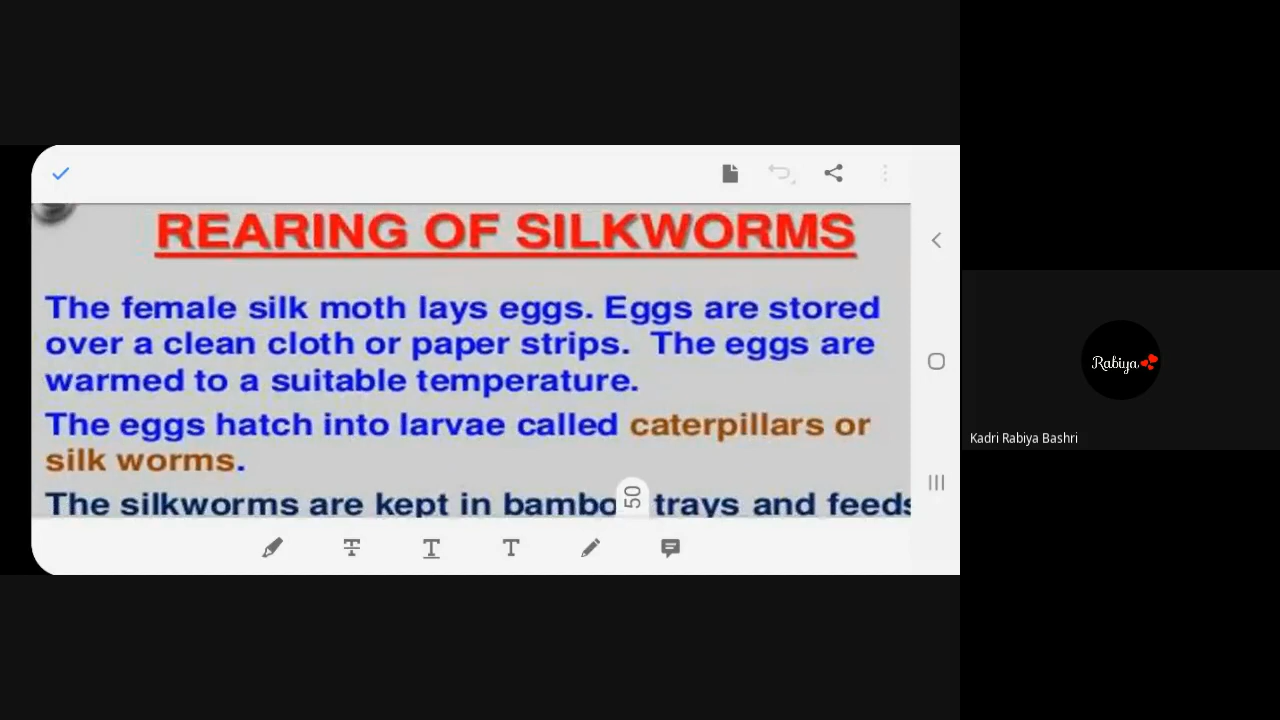 REARING OF SILKWORMS
The female silk moth lays eggs. Eggs are stored
over a clean cloth or paper strips. The eggs are
warmed to a suitable temperature.
The eggs hatch into larvae called caterpillars or
silk worms.
The silkworms are kept in bambo trays and feeds
50
Rabiya
Kadri Rabiya Bashri